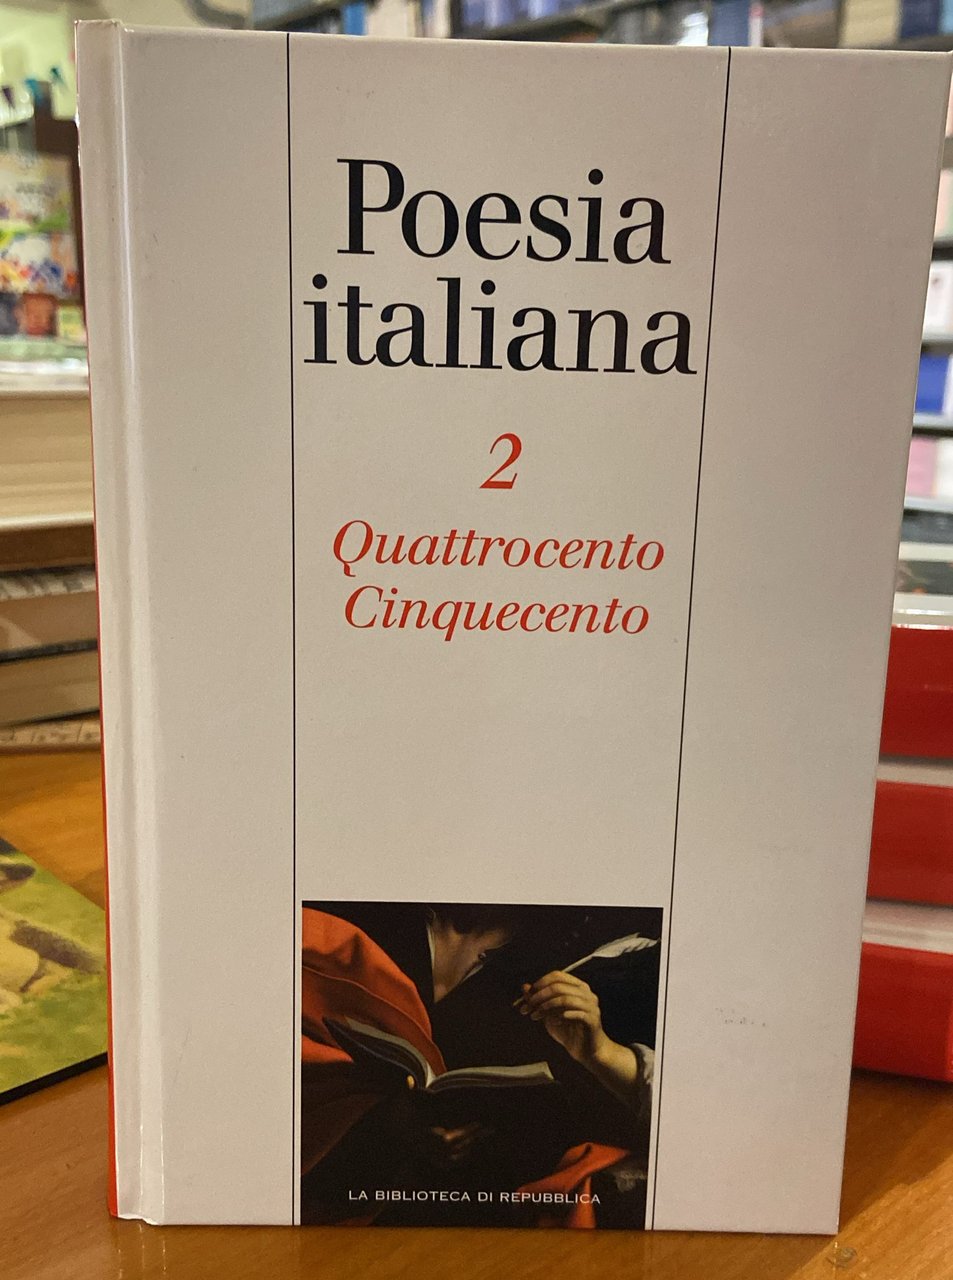 Poesia
italiana
2
Quattrocento
Cinquecento
LA BIBLIOTECA DI REPUBBLICA